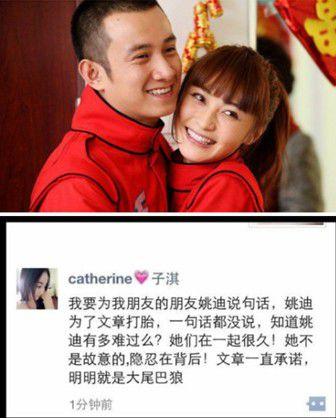 catherine💗子淇
我要为我朋友的朋友姚迪说句话，姚迪
为了文章打胎，一句话都没说，知道姚
迪有多难过么？她们在一起很久！她不
是故意的，隐忍在背后！文章一直承诺，
明明就是大尾巴狼
1分钟前